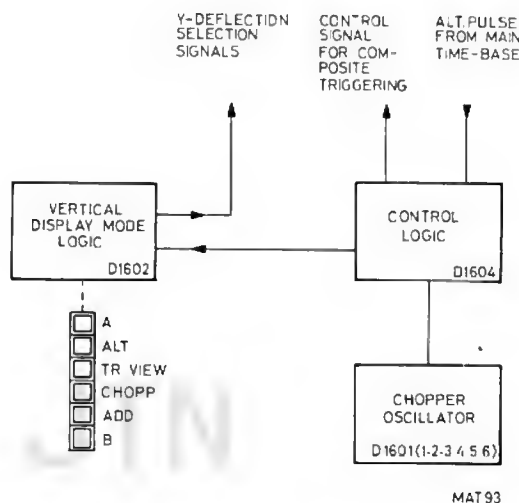 Y-DEFLECTION
SELECTION
SIGNALS
CONTROL
SIGNAL
FOR COM-
POSITE
TRIGGERING
ALT. PULSE
FROM MAIN
TIME-BASE
VERTICAL
DISPLAY MODE
LOGIC
D1602
CONTROL
LOGIC
D1604
A
ALT
TR VIEW
CHOPP
ADD
B
CHOPPER
OSCILLATOR
D1601(1-2-3 4 5 6)
MAT93